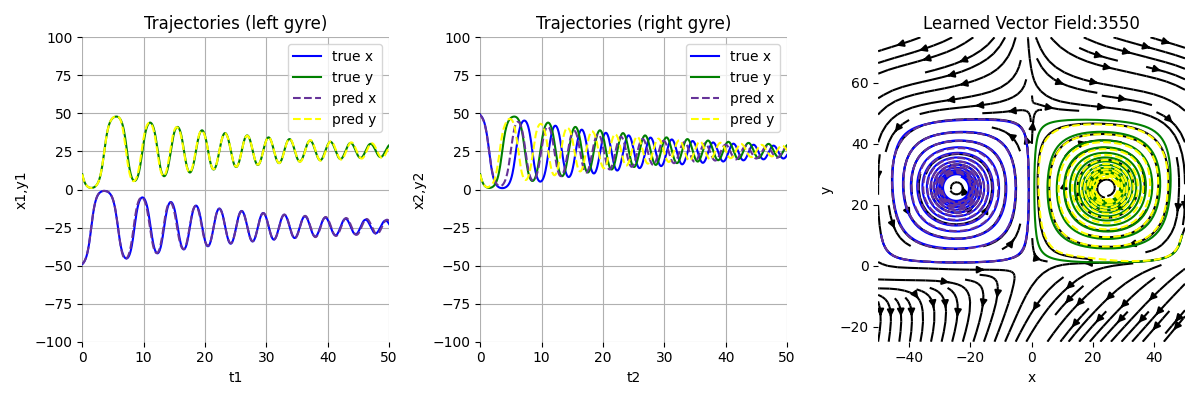 Trajectories (left gyre)
100
75
50
25
0
−25
−50
−75
−100
0
10
20
30
40
50
x1,y1
t1
true x
true y
pred x
pred y
Trajectories (right gyre)
100
75
50
25
0
−25
−50
−75
−100
0
10
20
30
40
50
x2,y2
t2
true x
true y
pred x
pred y
Learned Vector Field:3550
60
40
20
0
−20
−40
−20
0
20
40
y
x